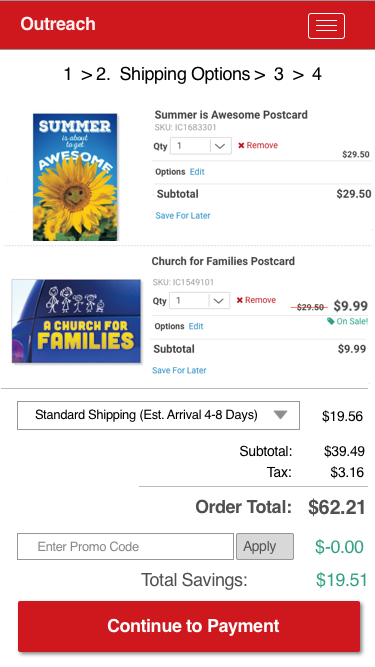 Outreach
1 > 2. Shipping Options > 3 > 4
SUMMER
is about
to get
AWESOME
Summer is Awesome Postcard
SKU: IC1683301
Qty 1 × Remove
$29.50
Options Edit
Subtotal $29.50
Save For Later
A CHURCH FOR
FAMILIES
Church for Families Postcard
SKU: IC1549101
Qty 1 × Remove $29.50 $9.99
On Sale!
Options Edit
Subtotal $9.99
Save For Later
Standard Shipping (Est. Arrival 4-8 Days) $19.56
Subtotal: $39.49
Tax: $3.16
Order Total: $62.21
Enter Promo Code Apply $-0.00
Total Savings: $19.51
Continue to Payment